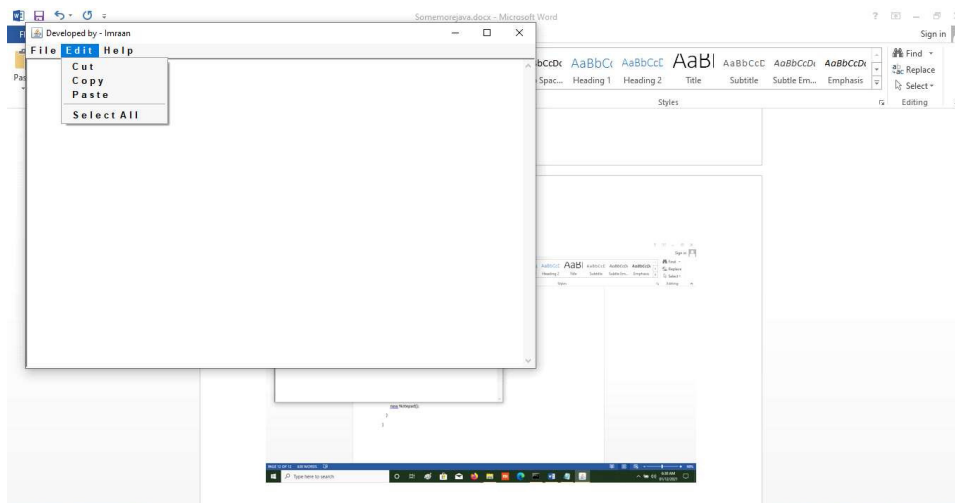 Somemorejava.docx - Microsoft Word
Sign in
Developed by - Imraan
File Edit Help
Cut
Copy
Paste
Select All
AaBbCc AaBbCcD AaBl AaBbCcD AaBbCcDc AaBbCcDc
Heading 1 Heading 2 Title Subtitle Subtle Em... Emphasis
Styles
Find
Replace
Select
Editing
new Notepad();
}
}
Type here to search